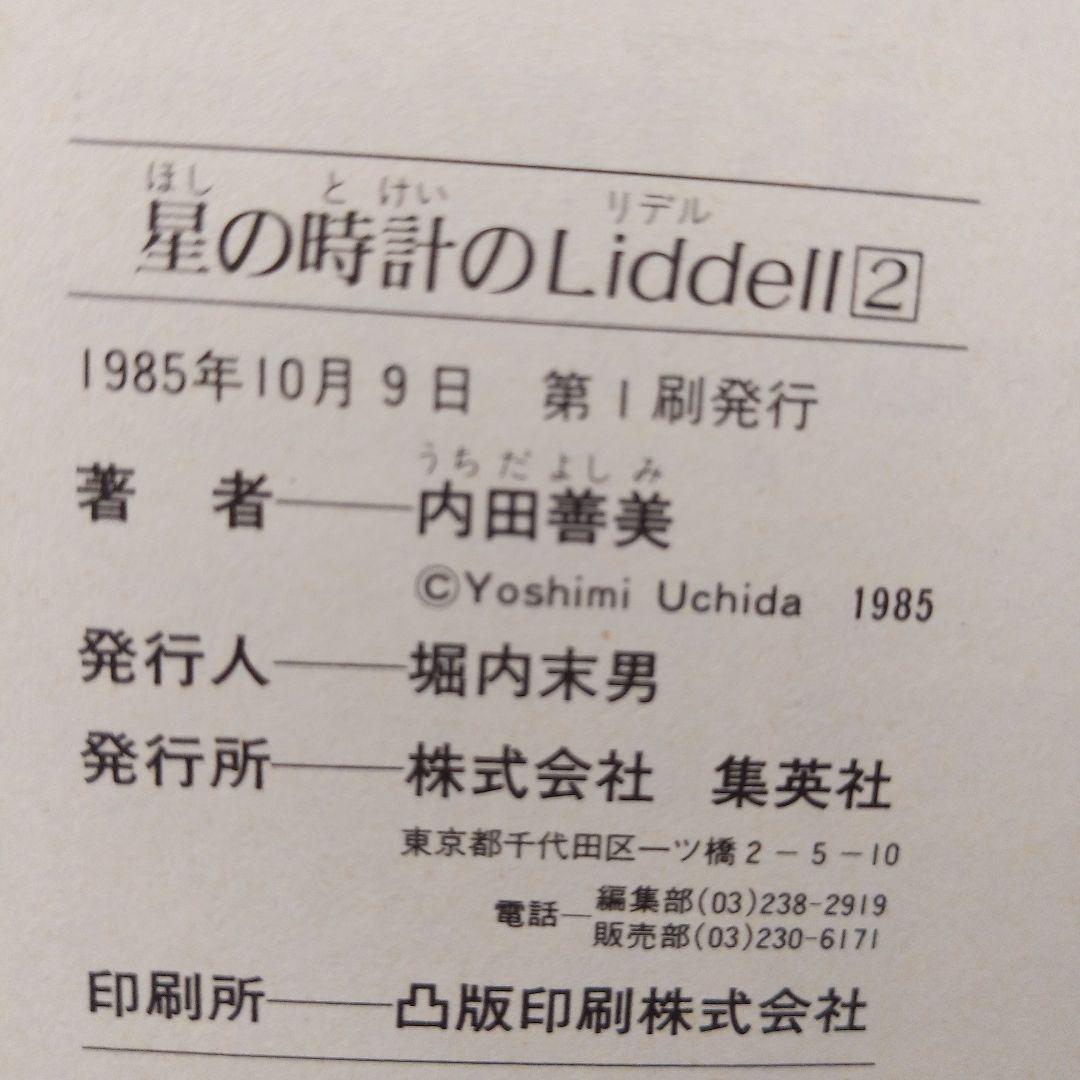 ほし とけい リデル
星の時計のLiddell2
1985年10月9日 第1刷発行
うちだよしみ
著 者――内田善美
©Yoshimi Uchida 1985
発行人――堀内末男
発行所――株式会社 集英社
東京都千代田区一ツ橋2-5-10
電話―編集部(03)238-2919
販売部(03)230-6171
印刷所――凸版印刷株式会社